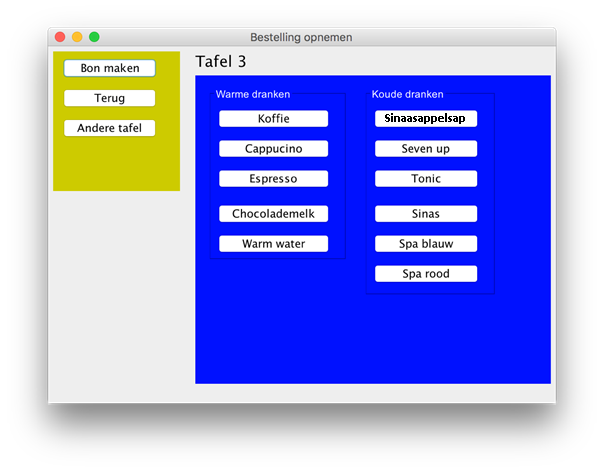 Bestelling opnemen
Bon maken
Terug
Andere tafel
Tafel 3
Warme dranken
Koffie
Cappucino
Espresso
Chocolademelk
Warm water
Koude dranken
Sinaasappelsap
Seven up
Tonic
Sinas
Spa blauw
Spa rood